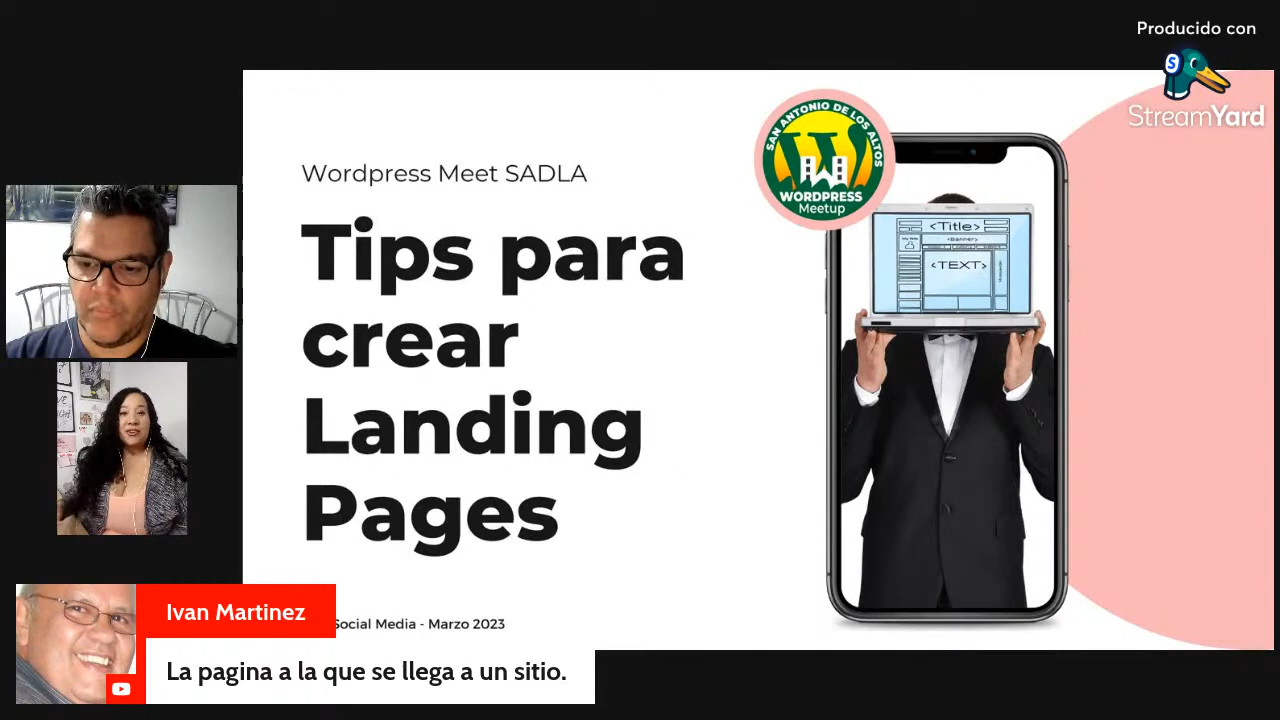 Producido con
StreamYard
SAN ANTONIO DE LOS ALTOS
WORDPRESS
Meetup
Wordpress Meet SADLA
Tips para
crear
Landing
Pages
<Title>
<Banner>
<TEXT>
Social Media - Marzo 2023
Ivan Martinez
La pagina a la que se llega a un sitio.